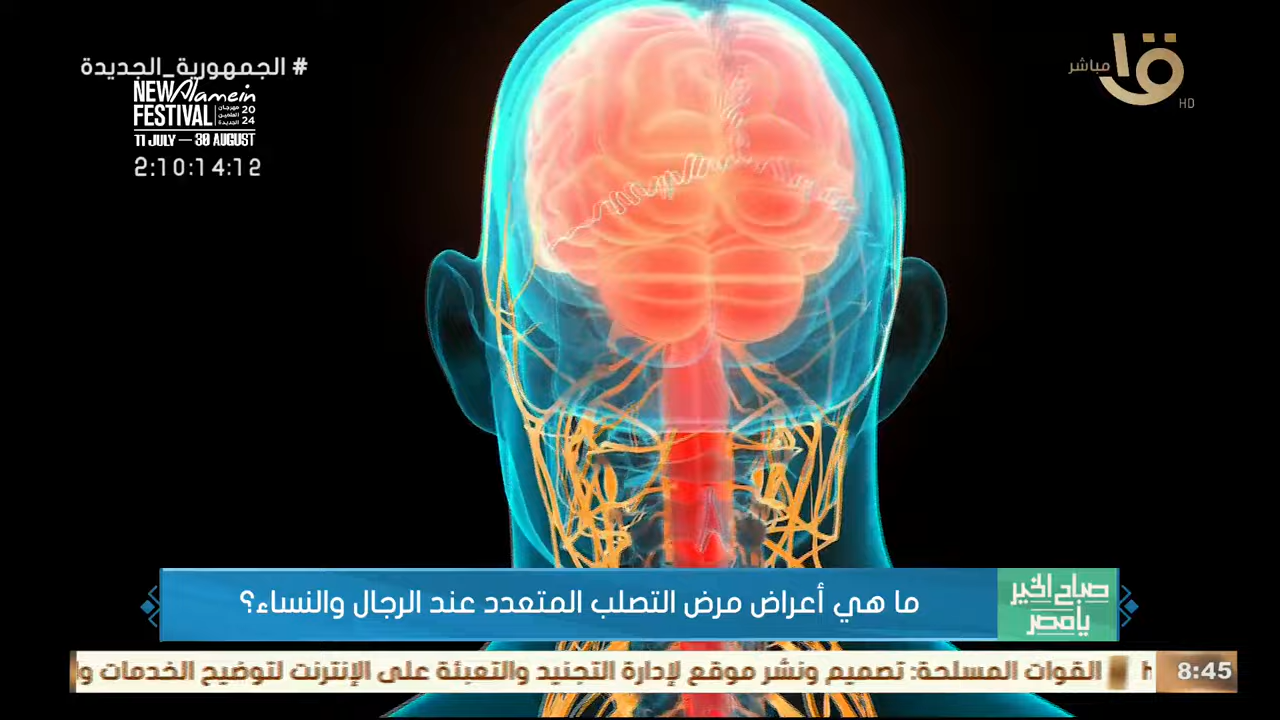 # الجمهورية_الجديدة
NEW Alamein
FESTIVAL
مهرجان
العلمين
الجديدة
2024
11 JULY — 30 AUGUST
2:10:14:12
مباشر
HD
ما هي أعراض مرض التصلب المتعدد عند الرجال والنساء؟
صباح الخير
يا مصر
القوات المسلحة: تصميم ونشر موقع لإدارة التجنيد والتعبئة على الإنترنت لتوضيح الخدمات وا
8:45